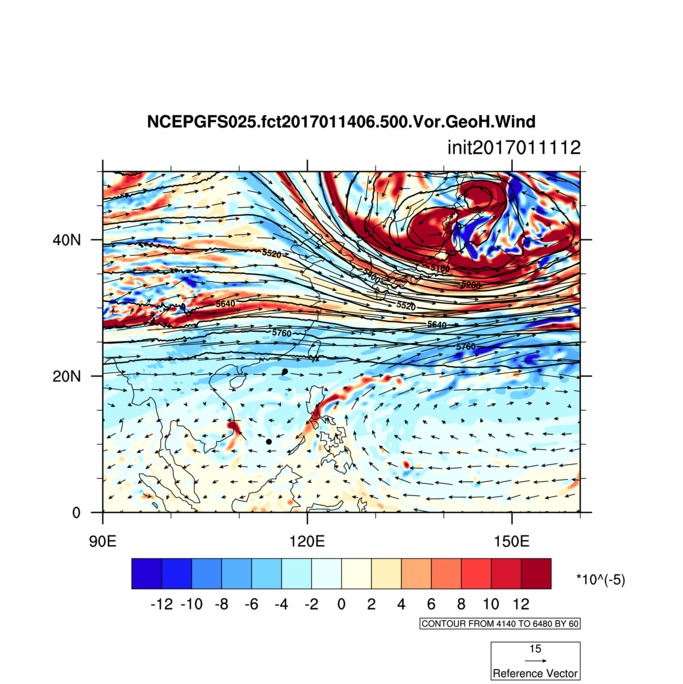 NCEPGFS025.fct2017011406.500.Vor.GeoH.Wind
init2017011112
40N
20N
0
90E 120E 150E
5520
5640
5760
5100
5280
5520
5640
5760
-12 -10 -8 -6 -4 -2 0 2 4 6 8 10 12
*10^(-5)
CONTOUR FROM 4140 TO 6480 BY 60
15
Reference Vector